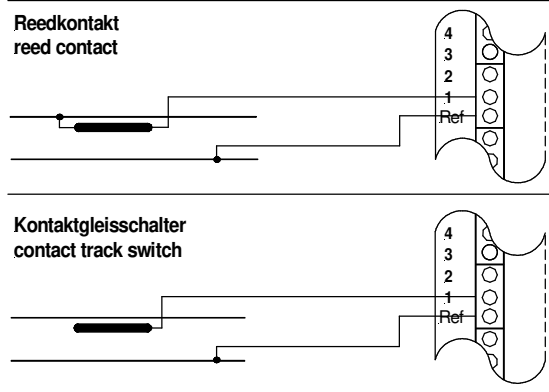 Reedkontakt
reed contact
4
3
2
1
Ref
Kontaktgleisschalter
contact track switch
4
3
2
1
Ref